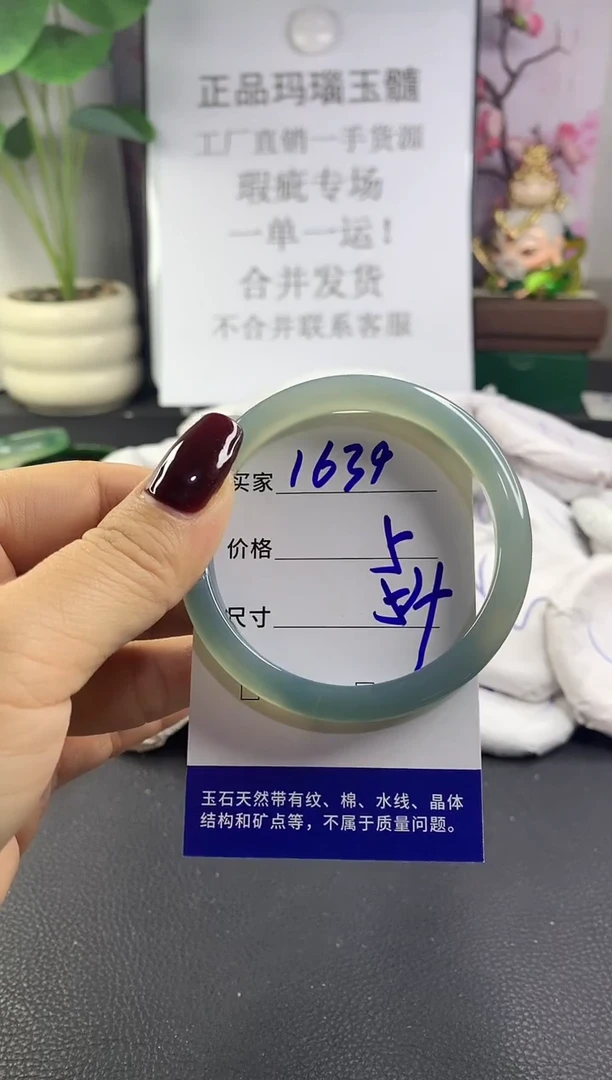 正品玛瑙玉髓
工厂直销一手货源
瑕疵专场
一单一运！
合并发货
不合并联系客服
买家 1639
价格 5
尺寸 54
玉石天然带有纹、棉、水线、晶体
结构和矿点等，不属于质量问题。